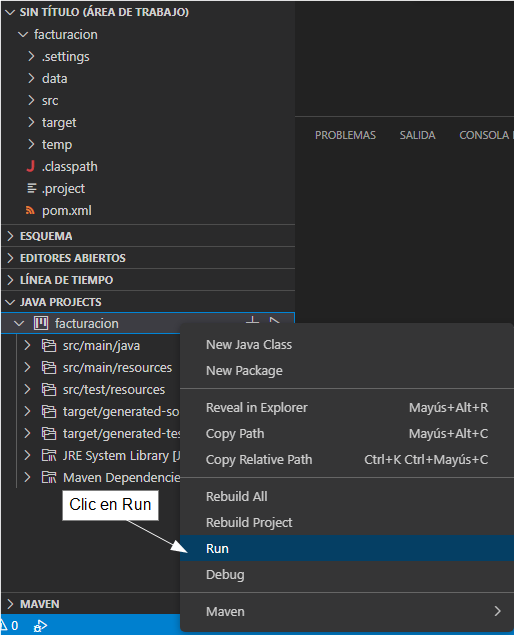 SIN TÍTULO (ÁREA DE TRABAJO)
facturacion
.settings
data
src
target
temp
.classpath
.project
pom.xml
ESQUEMA
EDITORES ABIERTOS
LÍNEA DE TIEMPO
JAVA PROJECTS
facturacion
src/main/java
src/main/resources
src/test/resources
target/generated-so
target/generated-te
JRE System Library [J
Maven Dependencie
Clic en Run
MAVEN
0
PROBLEMAS SALIDA CONSOLA
New Java Class
New Package
Reveal in Explorer Mayús+Alt+R
Copy Path Mayús+Alt+C
Copy Relative Path Ctrl+K Ctrl+Mayús+C
Rebuild All
Rebuild Project
Run
Debug
Maven